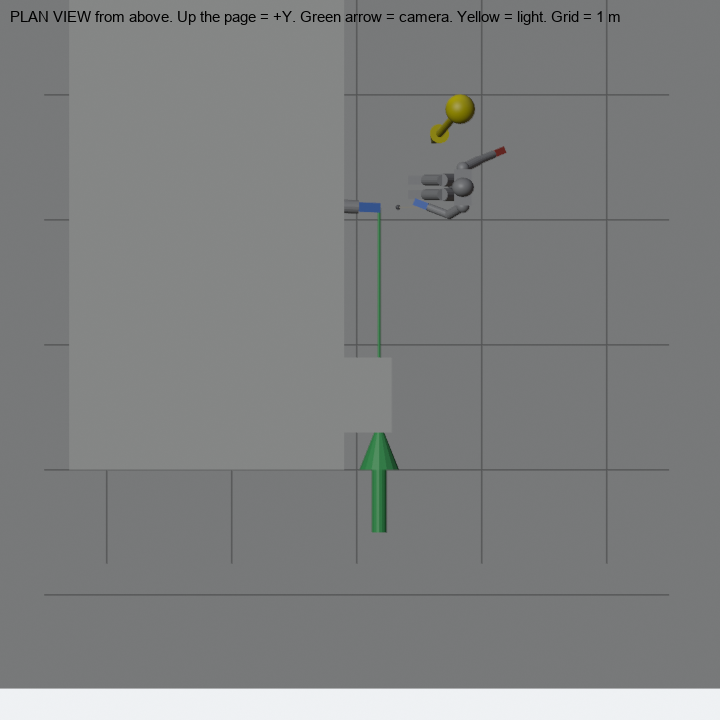 PLAN VIEW from above. Up the page = +Y. Green arrow = camera. Yellow = light. Grid = 1 m